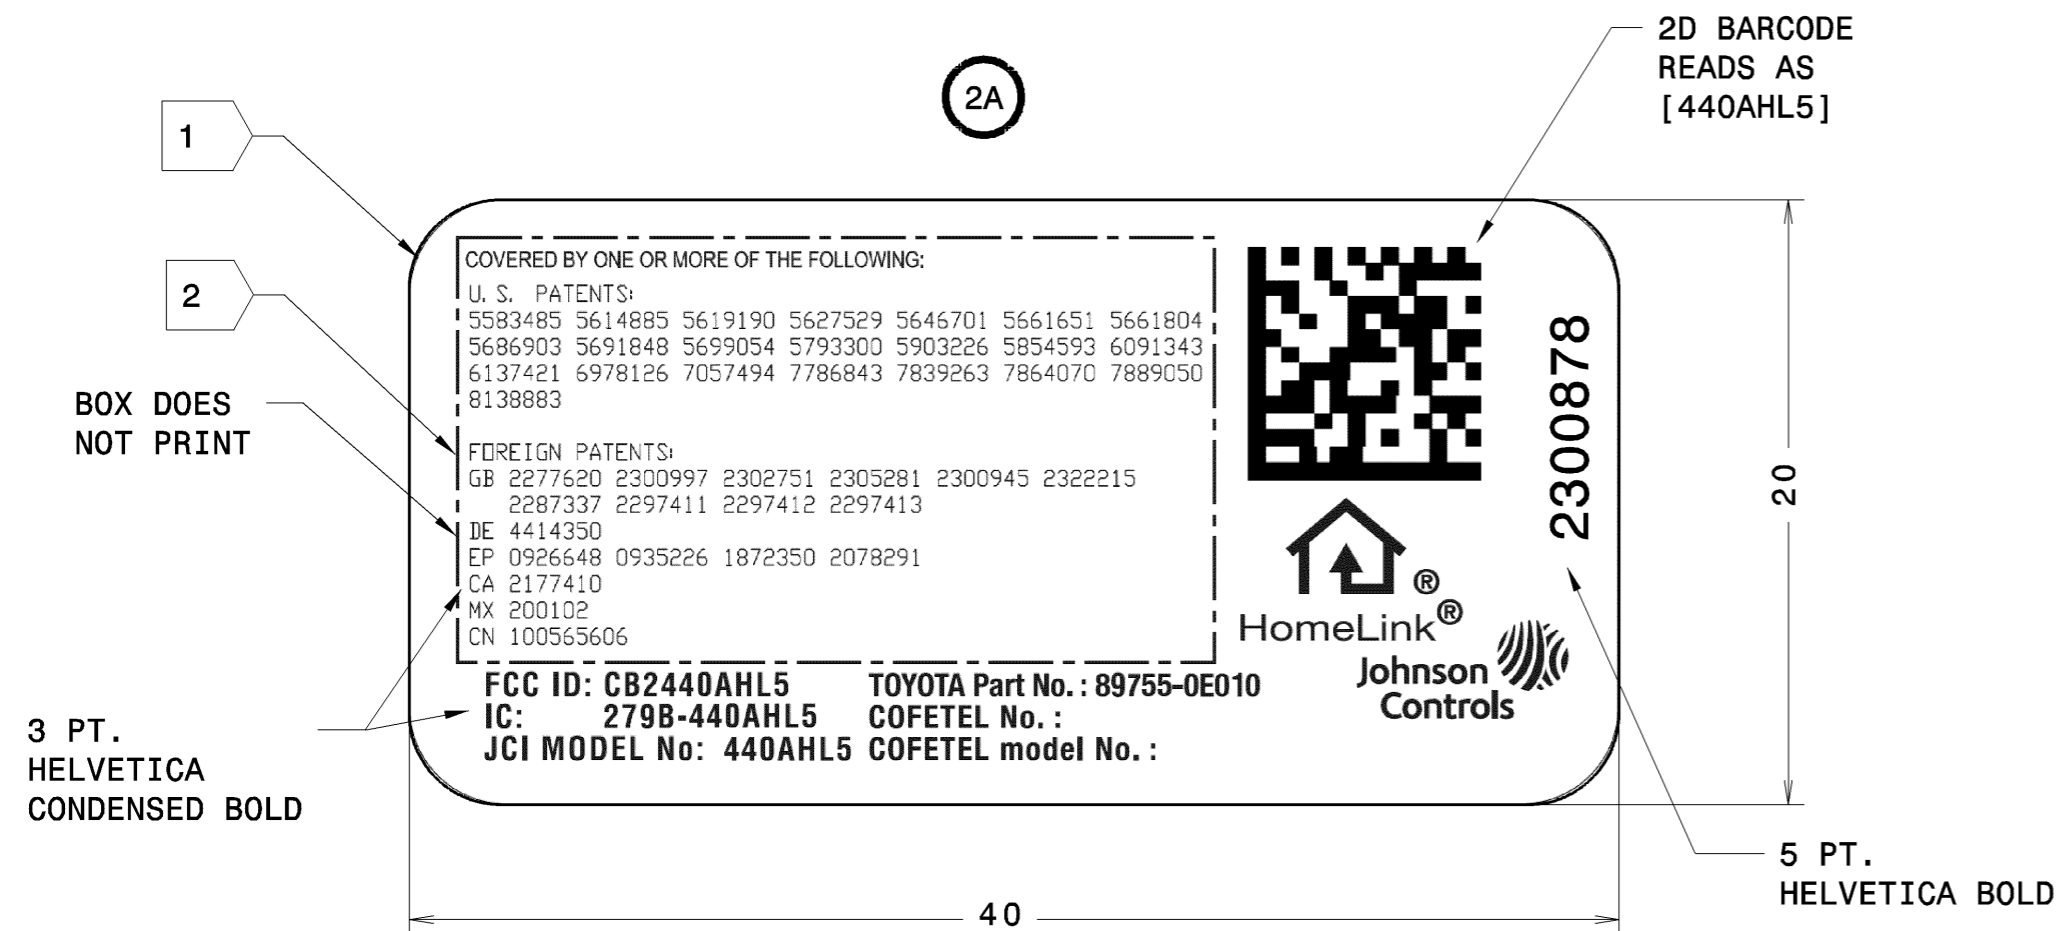 2A
2D BARCODE
READS AS
[440AHL5]
1
2
BOX DOES
NOT PRINT
3 PT.
HELVETICA
CONDENSED BOLD
COVERED BY ONE OR MORE OF THE FOLLOWING:
U. S. PATENTS:
5583485 5614885 5619190 5627529 5646701 5661651 5661804
5686903 5691848 5699054 5793300 5903226 5854593 6091343
6137421 6978126 7057494 7786843 7839263 7864070 7889050
8138883
FOREIGN PATENTS:
GB 2277620 2300997 2302751 2305281 2300945 2322215
2287337 2297411 2297412 2297413
DE 4414350
EP 0926648 0935226 1872350 2078291
CA 2177410
MX 200102
CN 100565606
FCC ID: CB2440AHL5 TOYOTA Part No. : 89755-0E010
IC: 279B-440AHL5 COFETEL No. :
JCI MODEL No: 440AHL5 COFETEL model No. :
®
HomeLink®
Johnson
Controls
2300878
20
40
5 PT.
HELVETICA BOLD